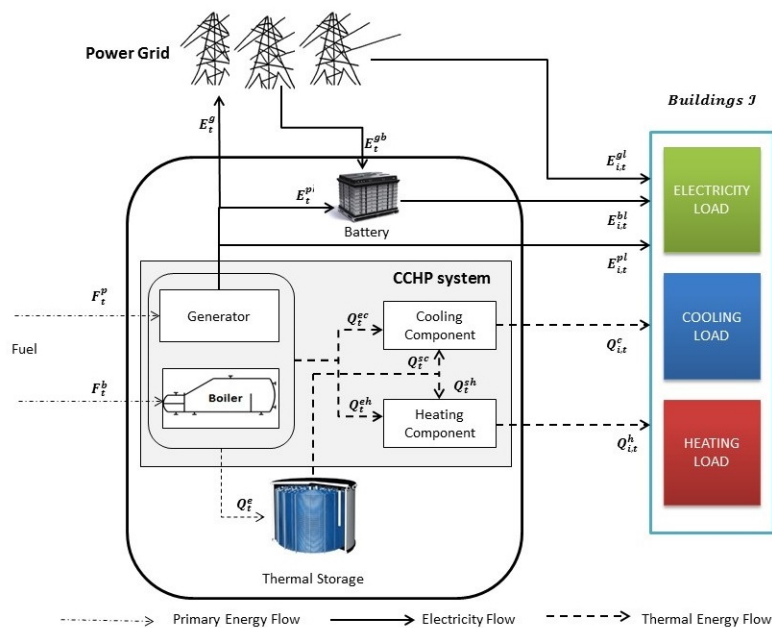 Power Grid
Buildings 𝒥
E_t^g
E_t^{gb}
E_{i,t}^{gl}
ELECTRICITY
LOAD
Battery
E_{i,t}^{bl}
E_{i,t}^{pl}
CCHP system
F_t^p
Generator
Q_t^{ec}
Cooling
Component
COOLING
LOAD
Fuel
Q_t^{sc}
Q_{i,t}^c
F_t^b
Boiler
Q_t^{sh}
Q_t^{eh}
Heating
Component
HEATING
LOAD
Q_{i,t}^h
Q_t^e
Thermal Storage
Primary Energy Flow
Electricity Flow
Thermal Energy Flow